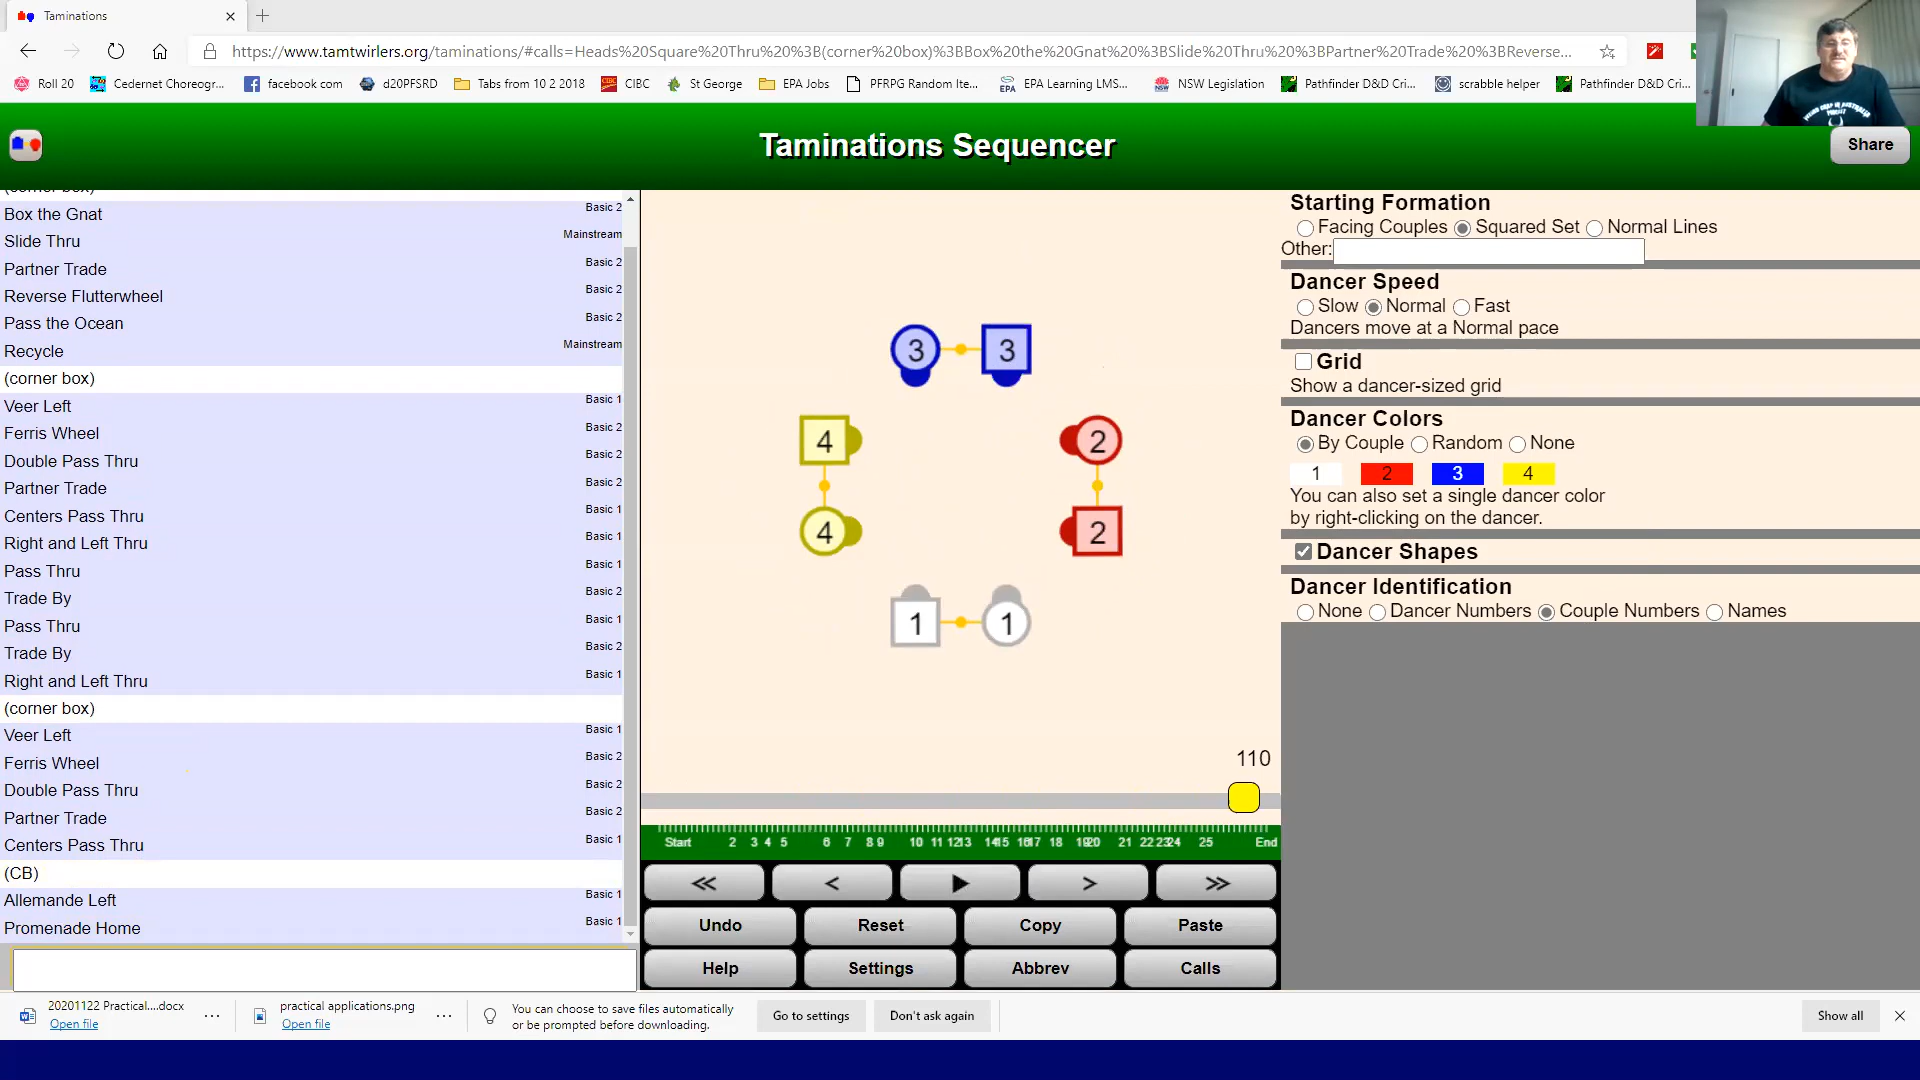 Taminations
https://www.tamtwirlers.org/taminations/#calls=Heads%20Square%20Thru%20%3B(corner%20box)%3BBox%20the%20Gnat%20%3BSlide%20Thru%20%3BPartner%20Trade%20%3BReverse...
Roll 20
Cedernet Choreogr...
facebook com
d20PFSRD
Tabs from 10 2 2018
CIBC
St George
EPA Jobs
PFRPG Random Ite...
EPA Learning LMS...
NSW Legislation
Pathfinder D&D Cri...
scrabble helper
Pathfinder D&D Cri...
Taminations Sequencer
Share
(corner box)
Box the Gnat Basic 2
Slide Thru Mainstream
Partner Trade Basic 2
Reverse Flutterwheel Basic 2
Pass the Ocean Basic 2
Recycle Mainstream
(corner box)
Veer Left Basic 1
Ferris Wheel Basic 2
Double Pass Thru Basic 2
Partner Trade Basic 2
Centers Pass Thru Basic 1
Right and Left Thru Basic 1
Pass Thru Basic 1
Trade By Basic 2
Pass Thru Basic 1
Trade By Basic 2
Right and Left Thru Basic 1
(corner box)
Veer Left Basic 1
Ferris Wheel Basic 2
Double Pass Thru Basic 2
Partner Trade Basic 2
Centers Pass Thru Basic 1
(CB)
Allemande Left Basic 1
Promenade Home Basic 1
3 3
4 2
4 2
1 1
110
Start 2 3 4 5 6 7 8 9 10 11 12 13 14 15 16 17 18 19 20 21 22 23 24 25 End
<< < > >>
Undo Reset Copy Paste
Help Settings Abbrev Calls
Starting Formation
Facing Couples Squared Set Normal Lines
Other:
Dancer Speed
Slow Normal Fast
Dancers move at a Normal pace
Grid
Show a dancer-sized grid
Dancer Colors
By Couple Random None
1 2 3 4
You can also set a single dancer color
by right-clicking on the dancer.
Dancer Shapes
Dancer Identification
None Dancer Numbers Couple Numbers Names
20201122 Practical....docx
Open file
practical applications.png
Open file
You can choose to save files automatically
or be prompted before downloading.
Go to settings
Don't ask again
Show all